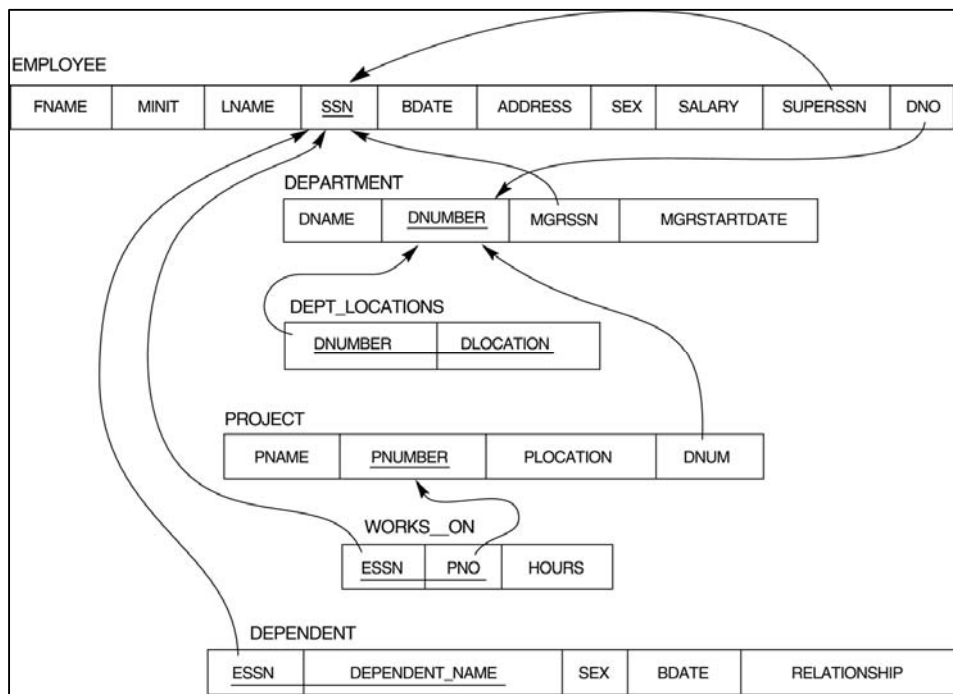 EMPLOYEE
FNAME MINIT LNAME SSN BDATE ADDRESS SEX SALARY SUPERSSN DNO
DEPARTMENT
DNAME DNUMBER MGRSSN MGRSTARTDATE
DEPT_LOCATIONS
DNUMBER DLOCATION
PROJECT
PNAME PNUMBER PLOCATION DNUM
WORKS__ON
ESSN PNO HOURS
DEPENDENT
ESSN DEPENDENT_NAME SEX BDATE RELATIONSHIP